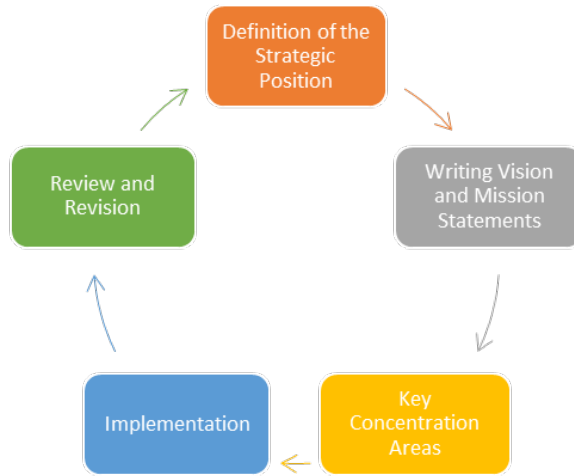 Definition of the
Strategic
Position
Writing Vision
and Mission
Statements
Key
Concentration
Areas
Implementation
Review and
Revision